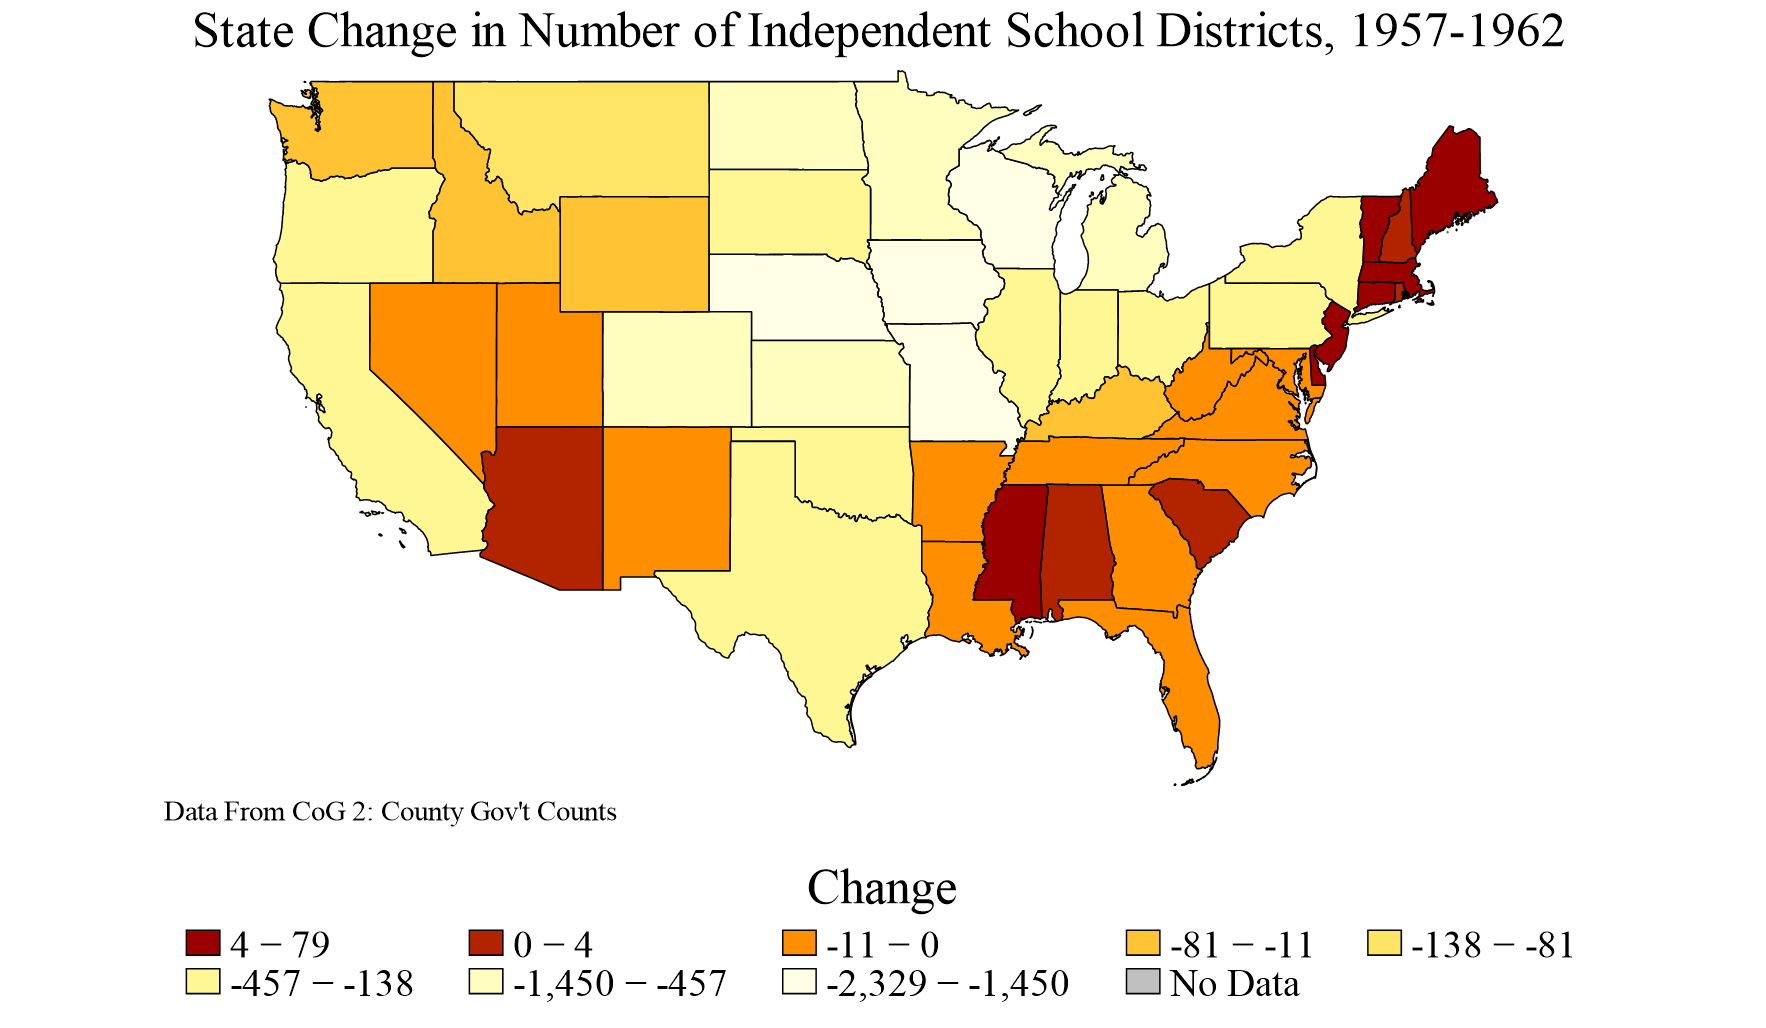 State Change in Number of Independent School Districts, 1957-1962
Data From CoG 2: County Gov't Counts
Change
4 − 79 0 − 4 -11 − 0 -81 − -11 -138 − -81
-457 − -138 -1,450 − -457 -2,329 − -1,450 No Data